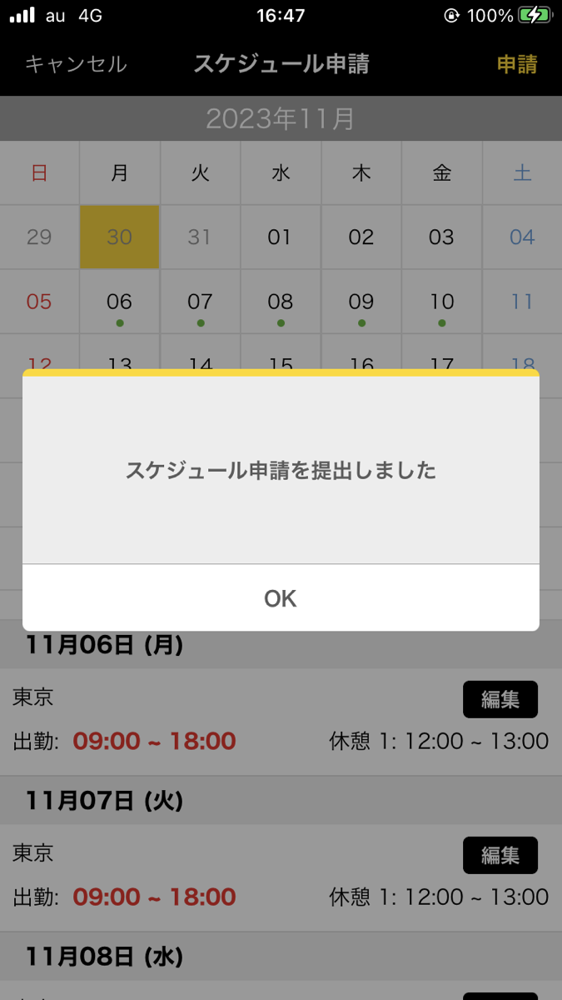 au 4G 16:47 100%
キャンセル スケジュール申請 申請
2023年11月
日 月 火 水 木 金 土
29 30 31 01 02 03 04
05 06 07 08 09 10 11
12 13 14 15 16 17 18
スケジュール申請を提出しました
OK
11月06日 (月)
東京 編集
出勤: 09:00 ~ 18:00 休憩 1: 12:00 ~ 13:00
11月07日 (火)
東京 編集
出勤: 09:00 ~ 18:00 休憩 1: 12:00 ~ 13:00
11月08日 (水)